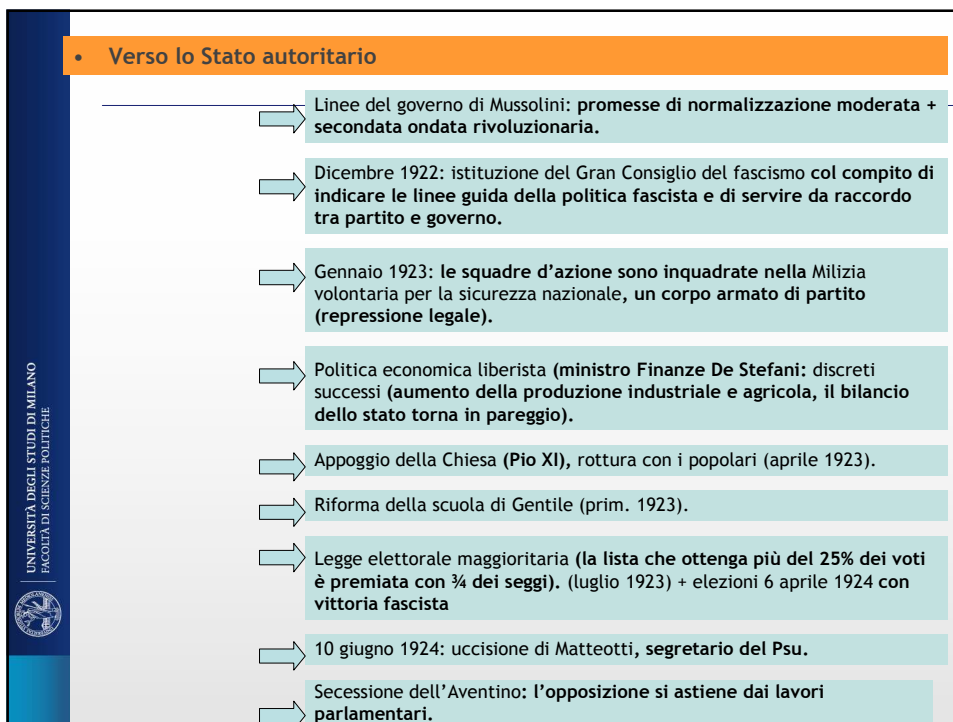 • Verso lo Stato autoritario
Linee del governo di Mussolini: promesse di normalizzazione moderata +
secondata ondata rivoluzionaria.
Dicembre 1922: istituzione del Gran Consiglio del fascismo col compito di
indicare le linee guida della politica fascista e di servire da raccordo
tra partito e governo.
Gennaio 1923: le squadre d’azione sono inquadrate nella Milizia
volontaria per la sicurezza nazionale, un corpo armato di partito
(repressione legale).
Politica economica liberista (ministro Finanze De Stefani: discreti
successi (aumento della produzione industriale e agricola, il bilancio
dello stato torna in pareggio).
Appoggio della Chiesa (Pio XI), rottura con i popolari (aprile 1923).
Riforma della scuola di Gentile (prim. 1923).
Legge elettorale maggioritaria (la lista che ottenga più del 25% dei voti
è premiata con ¾ dei seggi). (luglio 1923) + elezioni 6 aprile 1924 con
vittoria fascista
10 giugno 1924: uccisione di Matteotti, segretario del Psu.
Secessione dell’Aventino: l’opposizione si astiene dai lavori
parlamentari.
UNIVERSITÀ DEGLI STUDI DI MILANO
FACOLTÀ DI SCIENZE POLITICHE